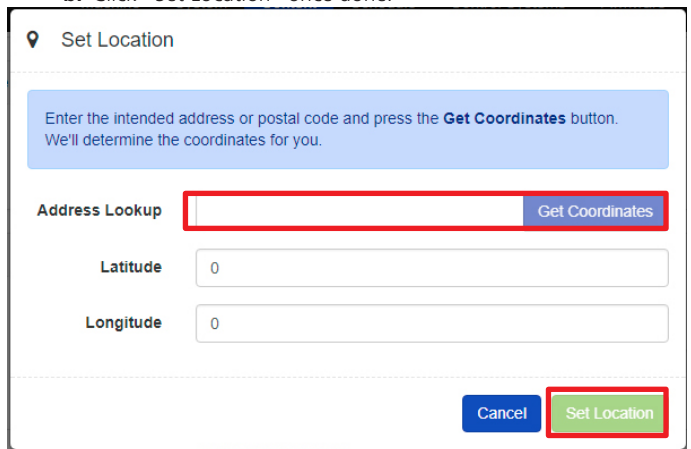 Set Location
Enter the intended address or postal code and press the Get Coordinates button.
We'll determine the coordinates for you.
Address Lookup
Get Coordinates
Latitude
0
Longitude
0
Cancel
Set Location